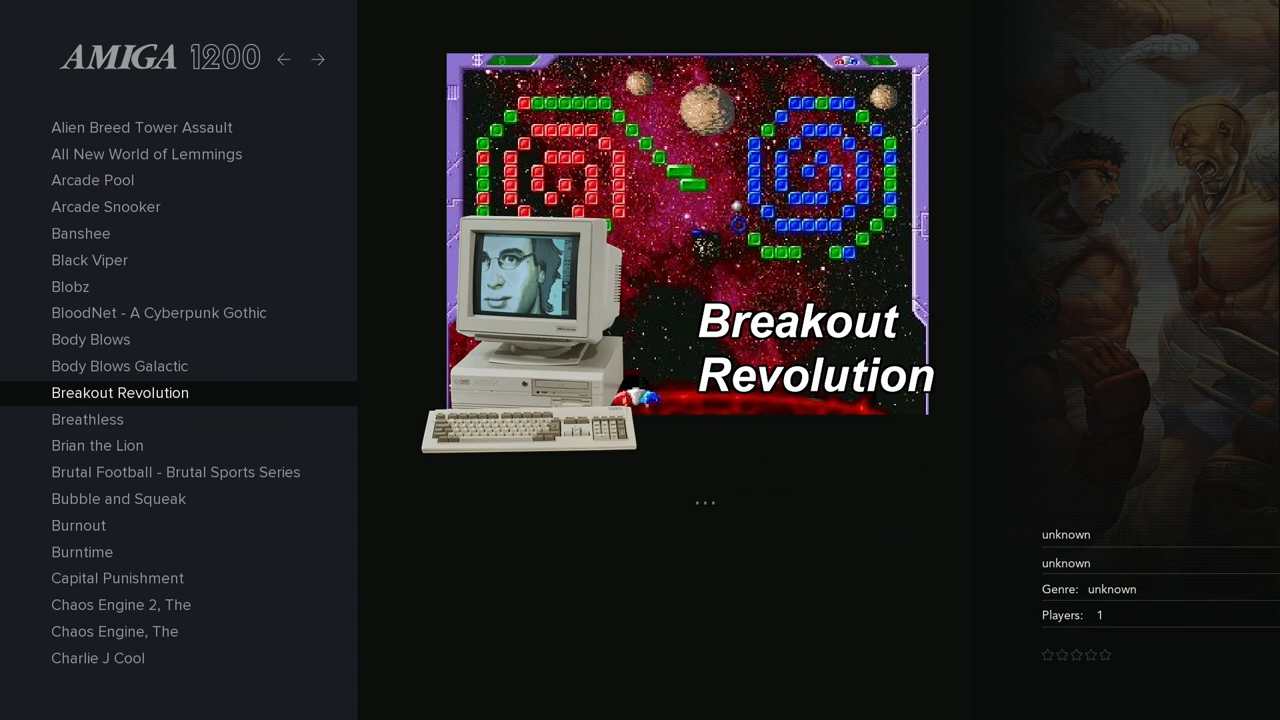 AMIGA 1200
Alien Breed Tower Assault
All New World of Lemmings
Arcade Pool
Arcade Snooker
Banshee
Black Viper
Blobz
BloodNet - A Cyberpunk Gothic
Body Blows
Body Blows Galactic
Breakout Revolution
Breathless
Brian the Lion
Brutal Football - Brutal Sports Series
Bubble and Squeak
Burnout
Burntime
Capital Punishment
Chaos Engine 2, The
Chaos Engine, The
Charlie J Cool
Breakout
Revolution
...
unknown
unknown
Genre: unknown
Players: 1